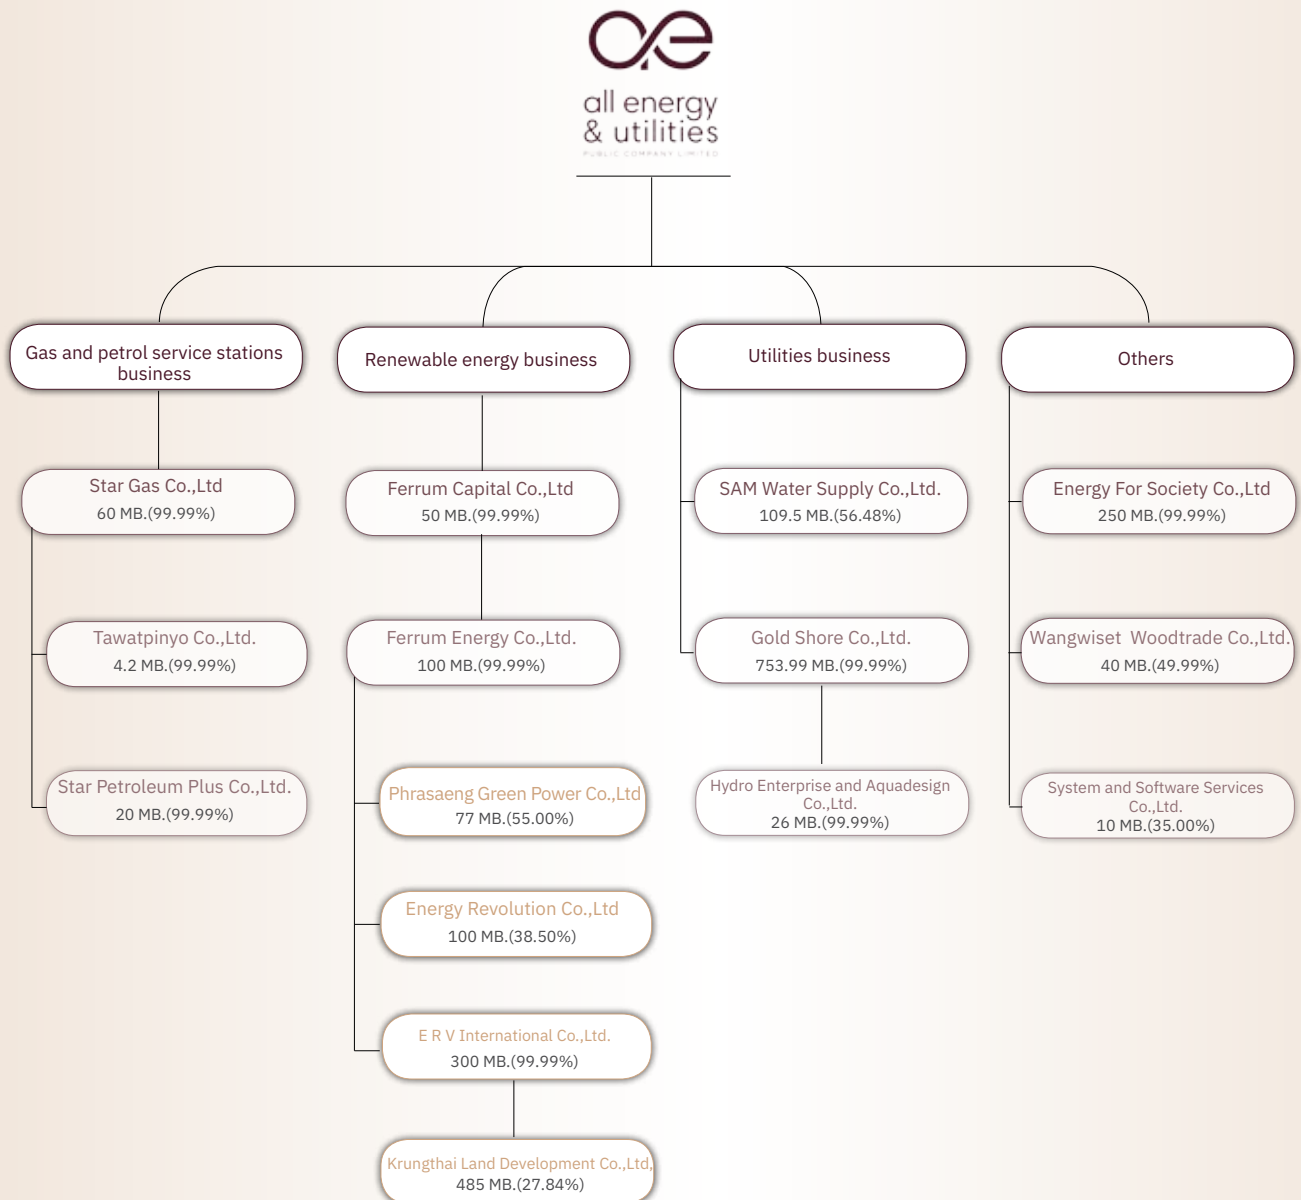 all energy
& utilities
PUBLIC COMPANY LIMITED
Gas and petrol service stations
business
Renewable energy business
Utilities business
Others
Star Gas Co.,Ltd
60 MB.(99.99%)
Ferrum Capital Co.,Ltd
50 MB.(99.99%)
SAM Water Supply Co.,Ltd.
109.5 MB.(56.48%)
Energy For Society Co.,Ltd
250 MB.(99.99%)
Tawatpinyo Co.,Ltd.
4.2 MB.(99.99%)
Ferrum Energy Co.,Ltd.
100 MB.(99.99%)
Gold Shore Co.,Ltd.
753.99 MB.(99.99%)
Wangwiset  Woodtrade Co.,Ltd.
40 MB.(49.99%)
Star Petroleum Plus Co.,Ltd.
20 MB.(99.99%)
Phrasaeng Green Power Co.,Ltd
77 MB.(55.00%)
Hydro Enterprise and Aquadesign
Co.,Ltd.
26 MB.(99.99%)
System and Software Services
Co.,Ltd.
10 MB.(35.00%)
Energy Revolution Co.,Ltd
100 MB.(38.50%)
E R V International Co.,Ltd.
300 MB.(99.99%)
Krungthai Land Development Co.,Ltd,
485 MB.(27.84%)